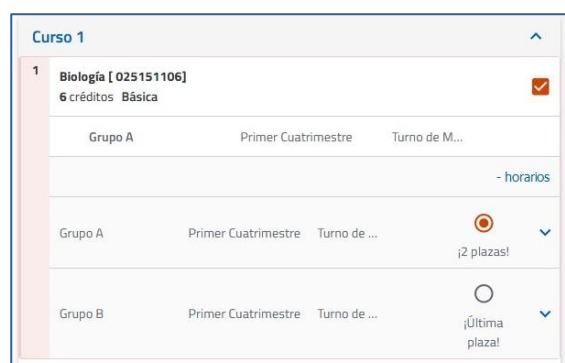 Curso 1
1
Biología [ 025151106]
6 créditos Básica
Grupo A Primer Cuatrimestre Turno de M...
- horarios
Grupo A Primer Cuatrimestre Turno de ...
¡2 plazas!
Grupo B Primer Cuatrimestre Turno de ...
¡Última
plaza!